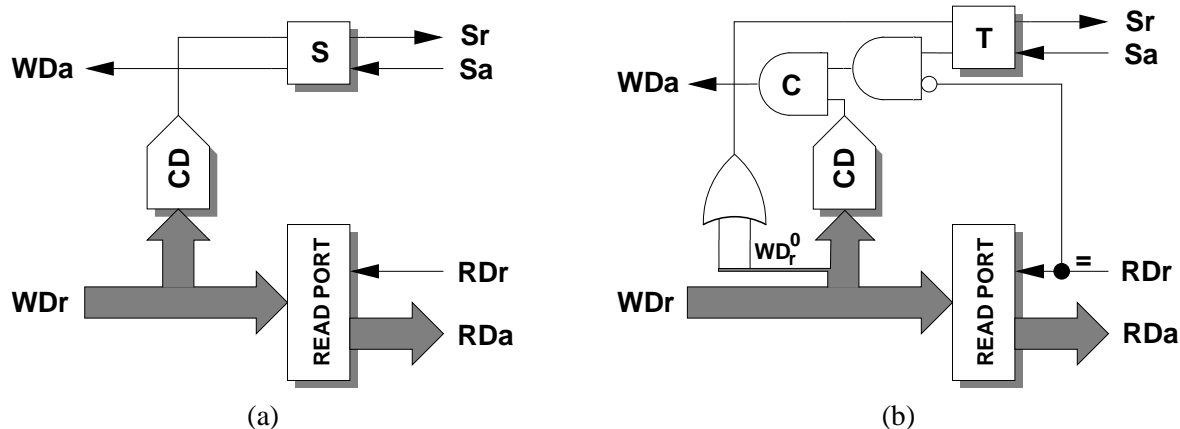 S
Sr
Sa
WDa
CD
WDr
READ PORT
RDr
RDa
(a)
T
Sr
Sa
WDa
C
CD
WD_r^0
=
WDr
READ PORT
RDr
RDa
(b)